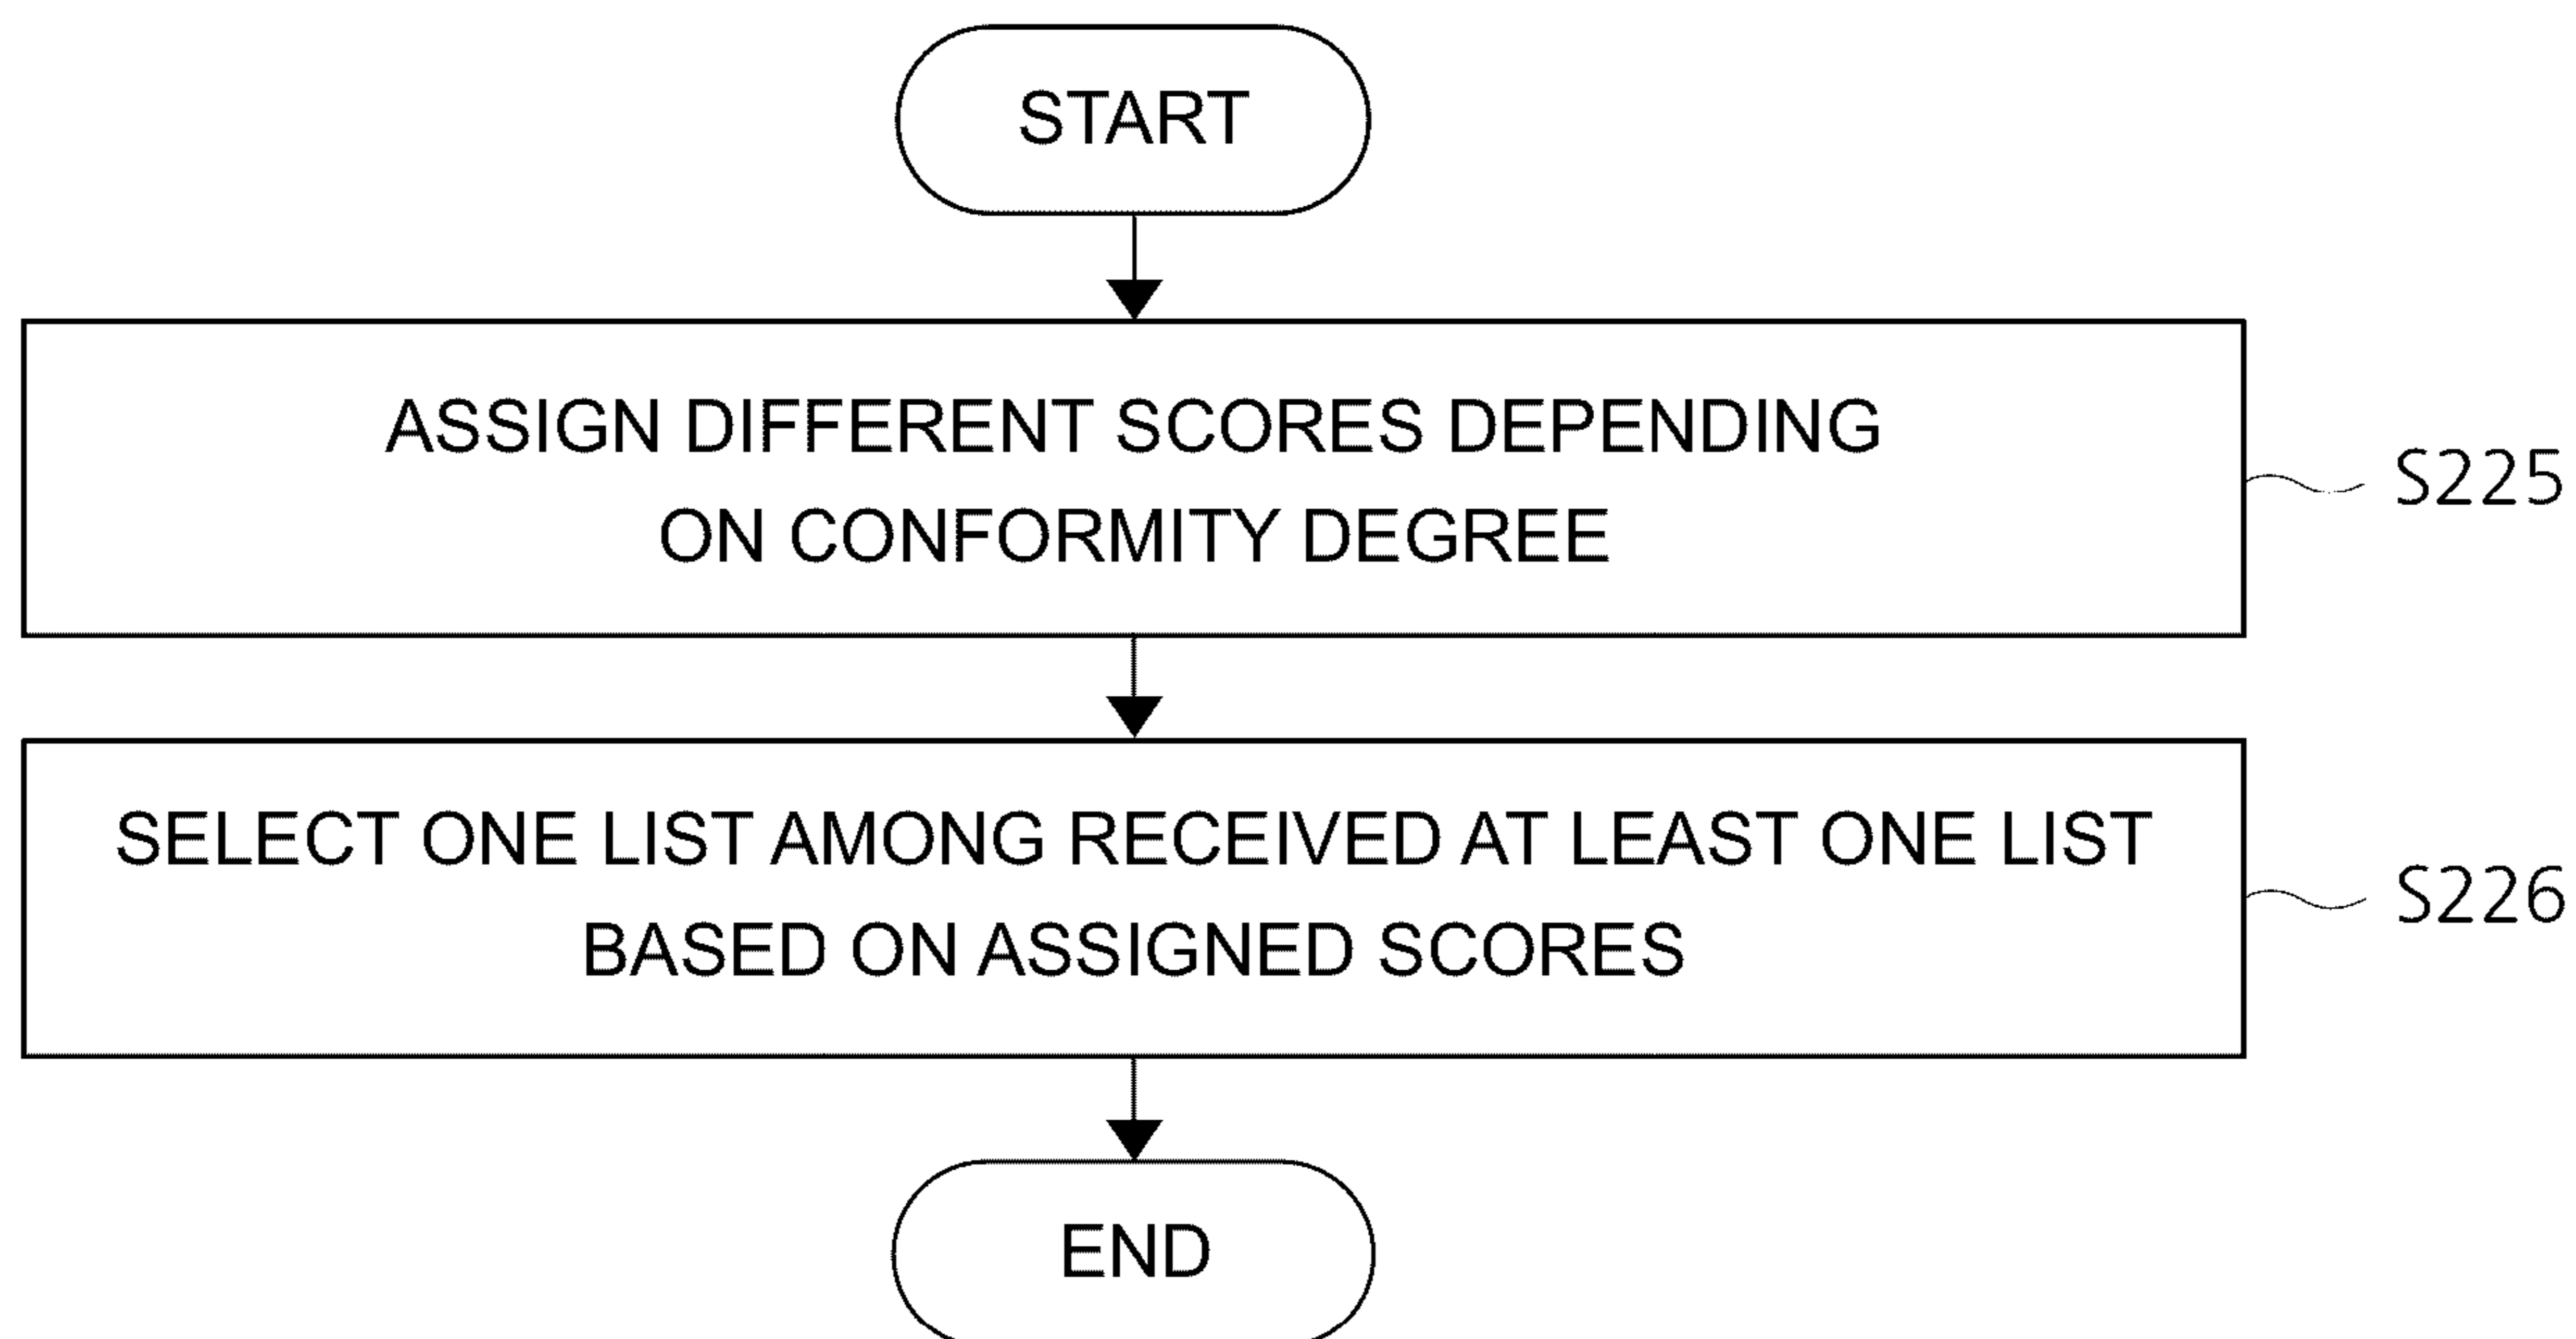 START
ASSIGN DIFFERENT SCORES DEPENDING
ON CONFORMITY DEGREE
S225
SELECT ONE LIST AMONG RECEIVED AT LEAST ONE LIST
BASED ON ASSIGNED SCORES
S226
END